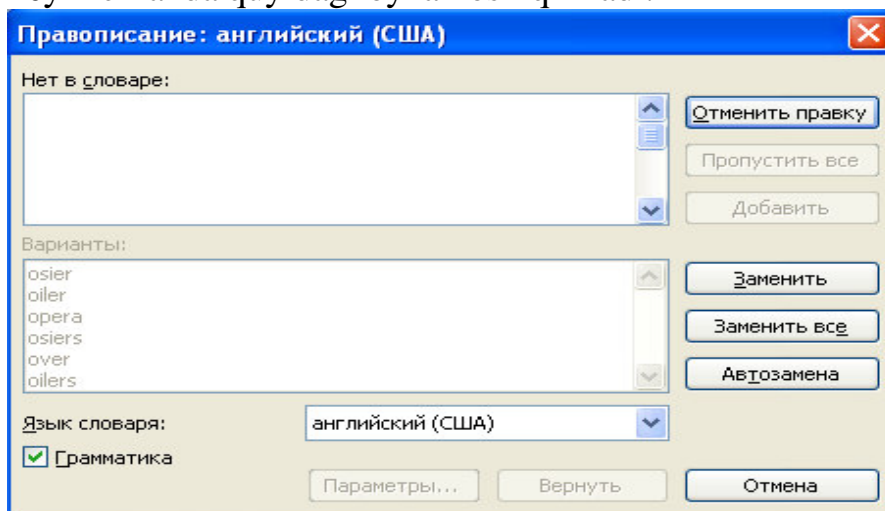 Правописание: английский (США)
Нет в словаре:
Отменить правку
Пропустить все
Добавить
Варианты:
osier
oiler
opera
osiers
over
oilers
Заменить
Заменить все
Автозамена
Язык словаря:
английский (США)
Грамматика
Параметры...
Вернуть
Отмена